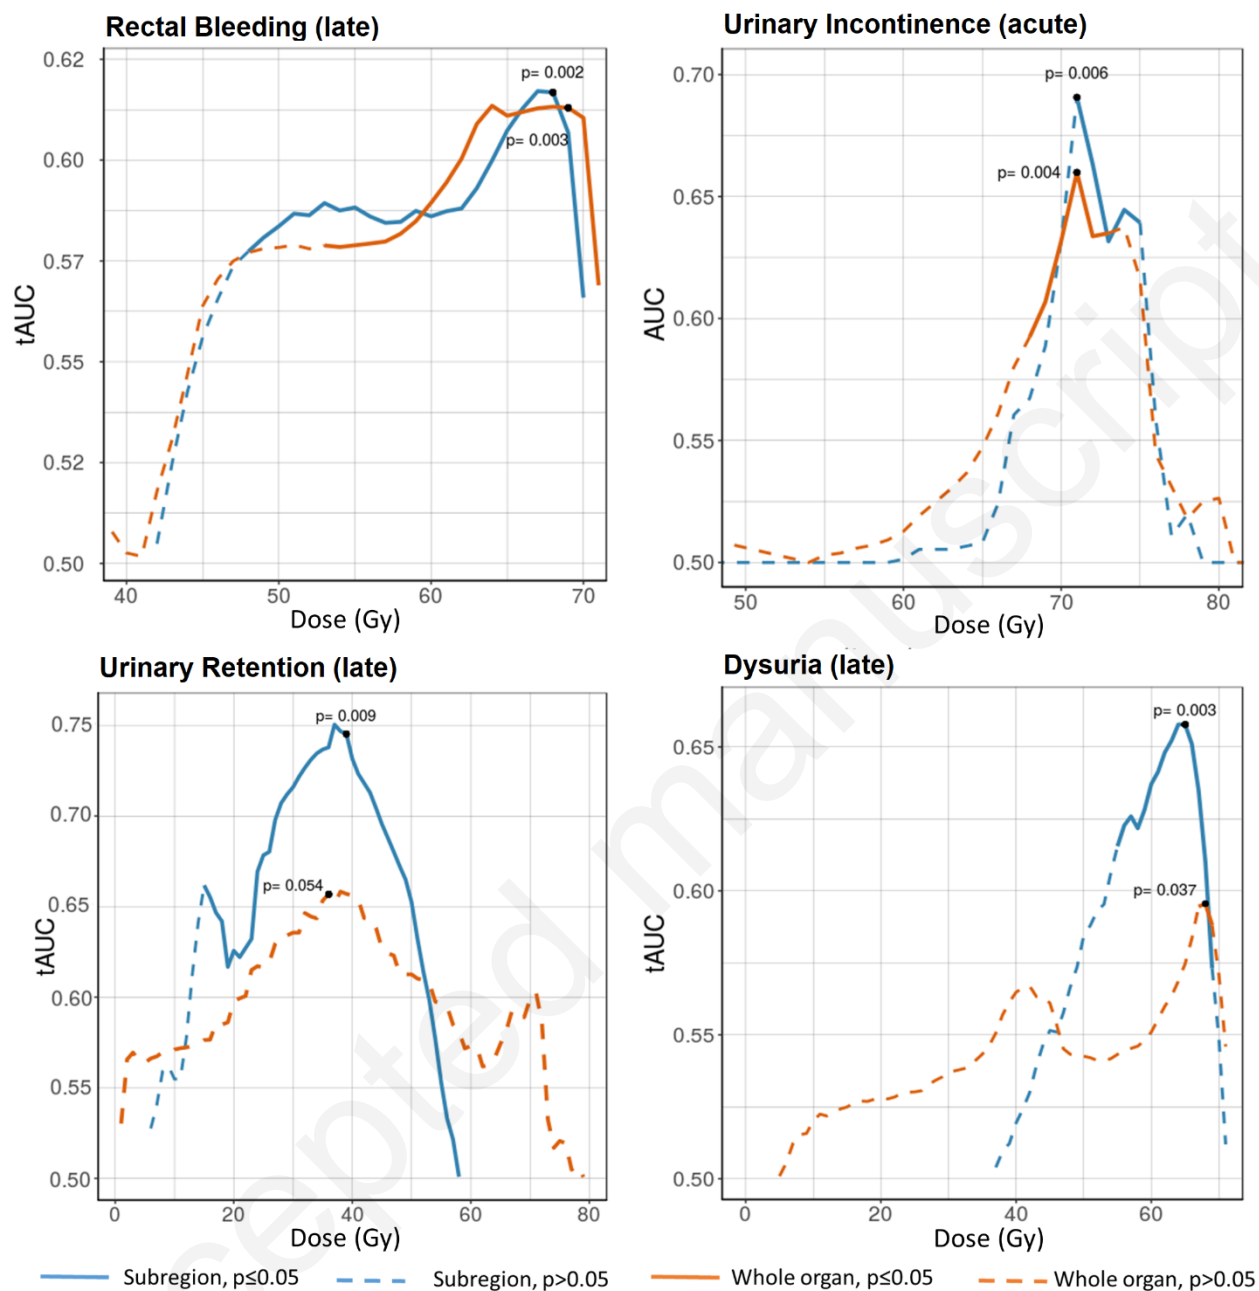 Rectal Bleeding (late)
tAUC
0.62
0.60
0.57
0.55
0.52
0.50
p= 0.002
p= 0.003
40
50
60
70
Dose (Gy)
Urinary Incontinence (acute)
AUC
0.70
0.65
0.60
0.55
0.50
p= 0.006
p= 0.004
50
60
70
80
Dose (Gy)
Urinary Retention (late)
tAUC
0.75
0.70
0.65
0.60
0.55
0.50
p= 0.009
p= 0.054
0
20
40
60
80
Dose (Gy)
Dysuria (late)
tAUC
0.65
0.60
0.55
0.50
p= 0.003
p= 0.037
0
20
40
60
Dose (Gy)
Subregion, p≤0.05
Subregion, p>0.05
Whole organ, p≤0.05
Whole organ, p>0.05
cepted manuscript